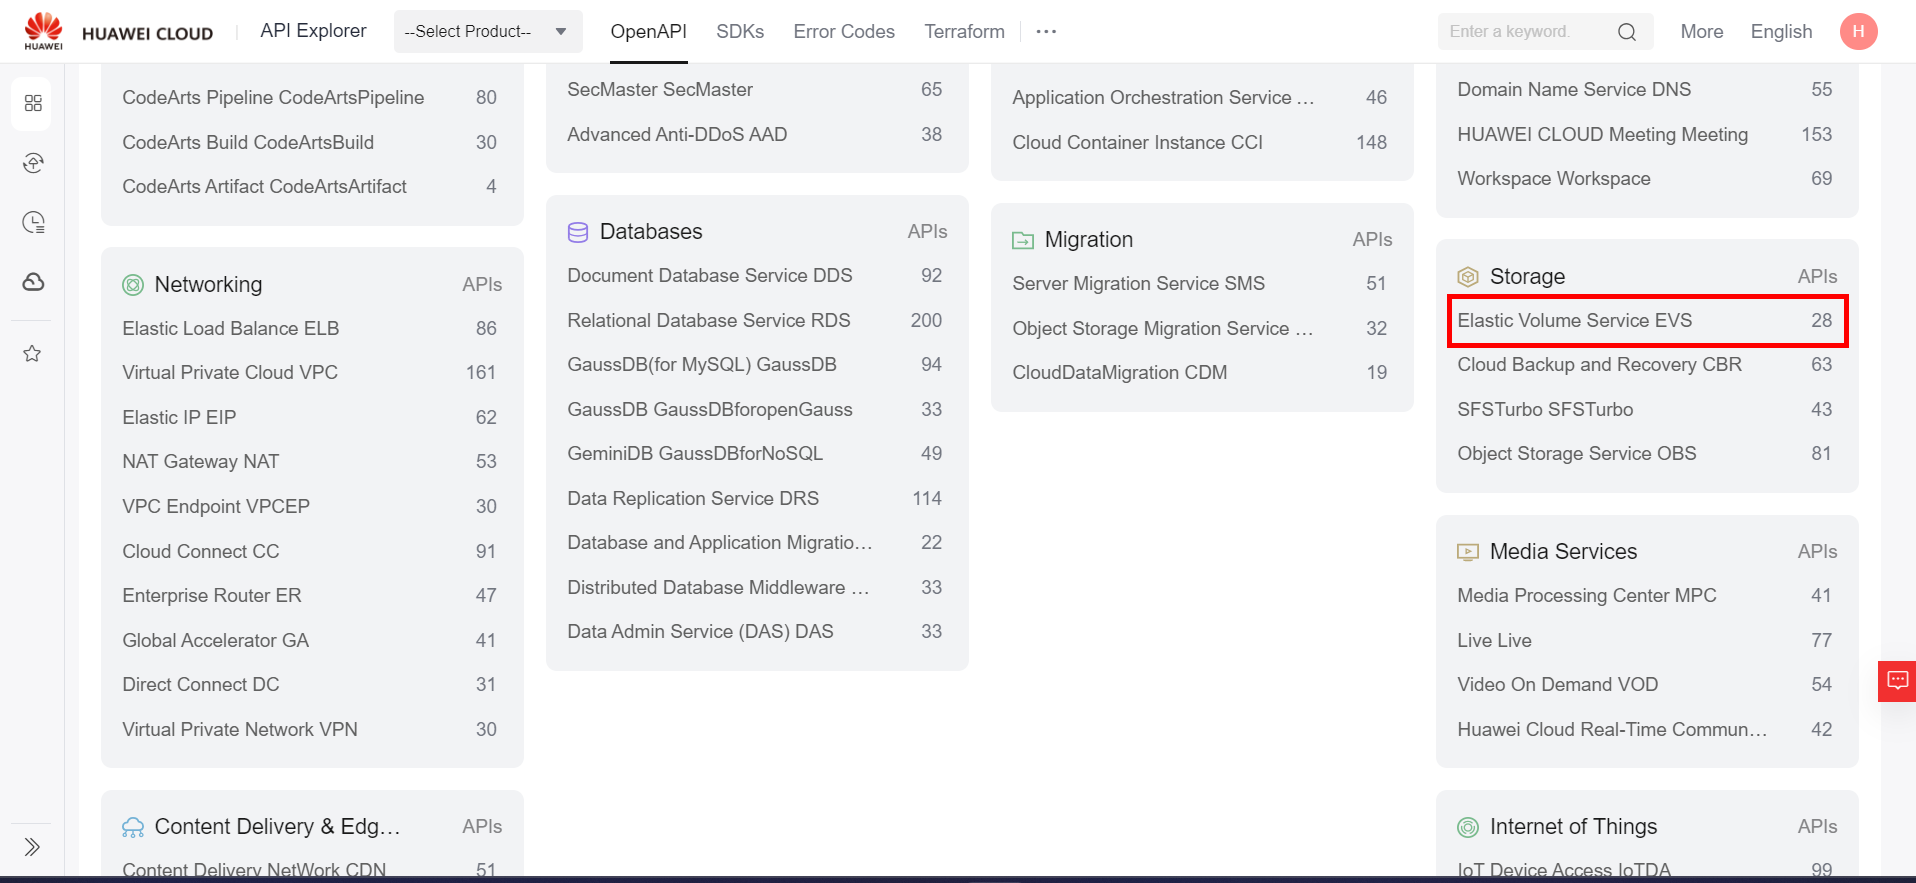 HUAWEI
HUAWEI CLOUD
API Explorer
--Select Product--
OpenAPI
SDKs
Error Codes
Terraform
...
Enter a keyword.
More
English
H
CodeArts Pipeline CodeArtsPipeline 80
CodeArts Build CodeArtsBuild 30
CodeArts Artifact CodeArtsArtifact 4
Networking APIs
Elastic Load Balance ELB 86
Virtual Private Cloud VPC 161
Elastic IP EIP 62
NAT Gateway NAT 53
VPC Endpoint VPCEP 30
Cloud Connect CC 91
Enterprise Router ER 47
Global Accelerator GA 41
Direct Connect DC 31
Virtual Private Network VPN 30
Content Delivery & Edg... APIs
Content Delivery NetWork CDN 51
SecMaster SecMaster 65
Advanced Anti-DDoS AAD 38
Databases APIs
Document Database Service DDS 92
Relational Database Service RDS 200
GaussDB(for MySQL) GaussDB 94
GaussDB GaussDBforopenGauss 33
GeminiDB GaussDBforNoSQL 49
Data Replication Service DRS 114
Database and Application Migratio... 22
Distributed Database Middleware ... 33
Data Admin Service (DAS) DAS 33
Application Orchestration Service ... 46
Cloud Container Instance CCI 148
Migration APIs
Server Migration Service SMS 51
Object Storage Migration Service ... 32
CloudDataMigration CDM 19
Domain Name Service DNS 55
HUAWEI CLOUD Meeting Meeting 153
Workspace Workspace 69
Storage APIs
Elastic Volume Service EVS 28
Cloud Backup and Recovery CBR 63
SFSTurbo SFSTurbo 43
Object Storage Service OBS 81
Media Services APIs
Media Processing Center MPC 41
Live Live 77
Video On Demand VOD 54
Huawei Cloud Real-Time Commun... 42
Internet of Things APIs
IoT Device Access IoTDA 99